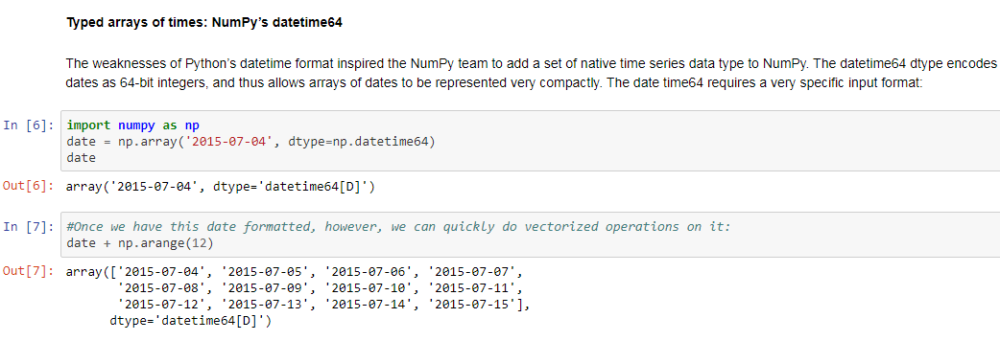 Typed arrays of times: NumPy’s datetime64
The weaknesses of Python’s datetime format inspired the NumPy team to add a set of native time series data type to NumPy. The datetime64 dtype encodes
dates as 64-bit integers, and thus allows arrays of dates to be represented very compactly. The date time64 requires a very specific input format:
In [6]: import numpy as np
date = np.array('2015-07-04', dtype=np.datetime64)
date
Out[6]: array('2015-07-04', dtype='datetime64[D]')
In [7]: #Once we have this date formatted, however, we can quickly do vectorized operations on it:
date + np.arange(12)
Out[7]: array(['2015-07-04', '2015-07-05', '2015-07-06', '2015-07-07',
'2015-07-08', '2015-07-09', '2015-07-10', '2015-07-11',
'2015-07-12', '2015-07-13', '2015-07-14', '2015-07-15'],
dtype='datetime64[D]')